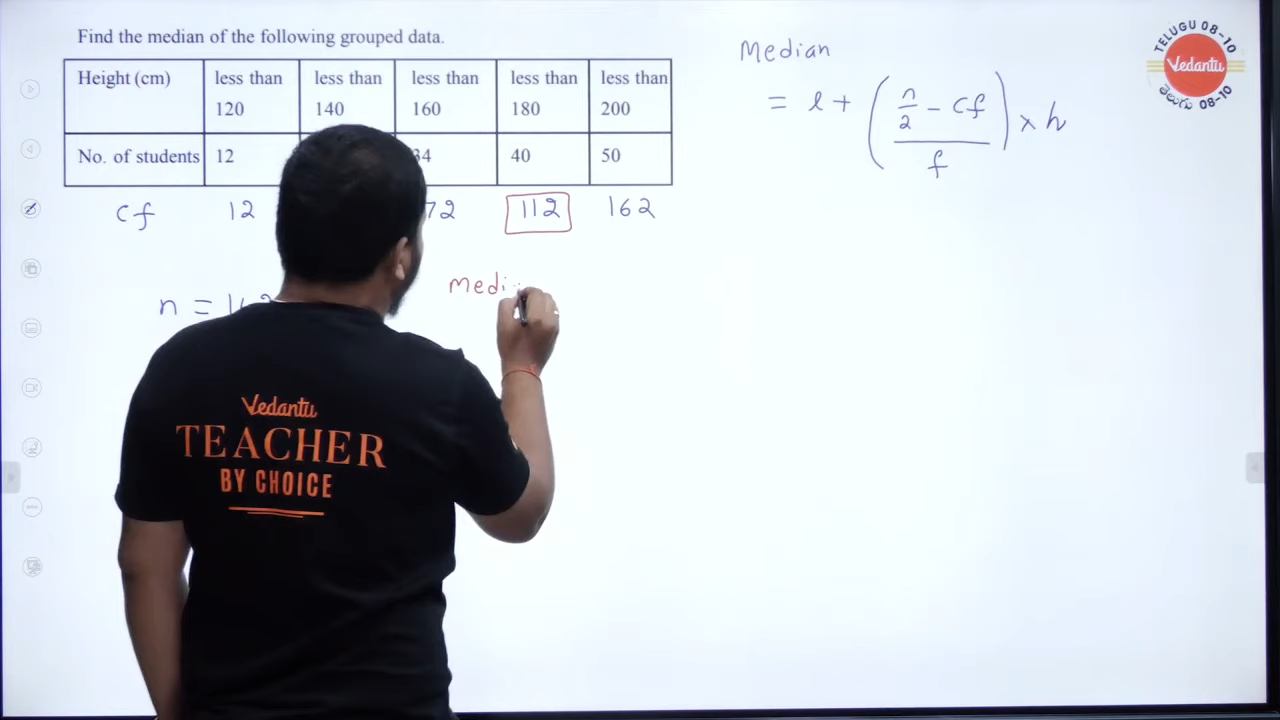 Find the median of the following grouped data.
Height (cm) less than 120 less than 140 less than 160 less than 180 less than 200
No. of students 12 34 40 50
cf 12 72 112 162
n =
Medi
Median
= l + ( n/2 - cf / f ) × h
TELUGU 08-10
Vedantu
తెలుగు 08-10
Vedantu
TEACHER
BY CHOICE